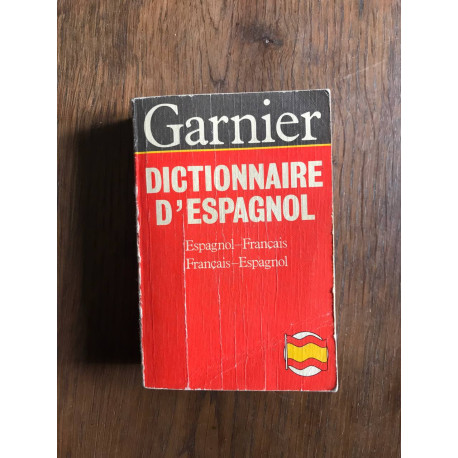 Garnier
DICTIONNAIRE
D'ESPAGNOL
Espagnol–Français
Français–Espagnol